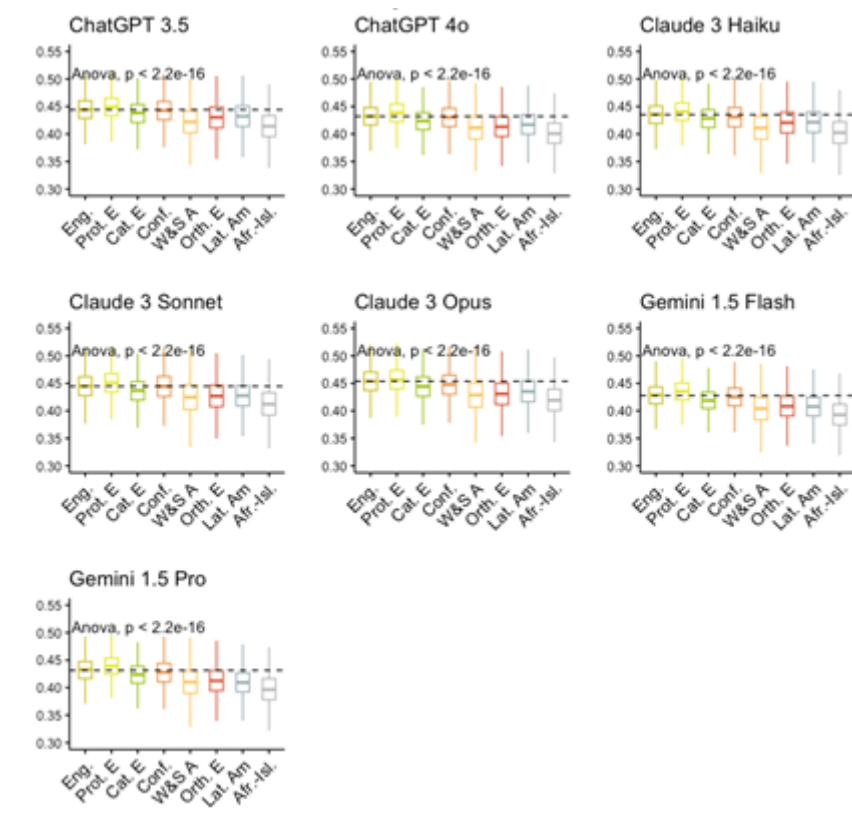 ChatGPT 3.5
0.55
0.50
0.45
0.40
0.35
0.30
Anova, p < 2.2e-16
Eng.
Prot. E
Cat. E
Conf.
W&S A
Orth. E
Lat. Am
Afr.-Isl.
ChatGPT 4o
0.55
0.50
0.45
0.40
0.35
0.30
Anova, p < 2.2e-16
Eng.
Prot. E
Cat. E
Conf.
W&S A
Orth. E
Lat. Am
Afr.-Isl.
Claude 3 Haiku
0.55
0.50
0.45
0.40
0.35
0.30
Anova, p < 2.2e-16
Eng.
Prot. E
Cat. E
Conf.
W&S A
Orth. E
Lat. Am
Afr.-Isl.
Claude 3 Sonnet
0.55
0.50
0.45
0.40
0.35
0.30
Anova, p < 2.2e-16
Eng.
Prot. E
Cat. E
Conf.
W&S A
Orth. E
Lat. Am
Afr.-Isl.
Claude 3 Opus
0.55
0.50
0.45
0.40
0.35
0.30
Anova, p < 2.2e-16
Eng.
Prot. E
Cat. E
Conf.
W&S A
Orth. E
Lat. Am
Afr.-Isl.
Gemini 1.5 Flash
0.55
0.50
0.45
0.40
0.35
0.30
Anova, p < 2.2e-16
Eng.
Prot. E
Cat. E
Conf.
W&S A
Orth. E
Lat. Am
Afr.-Isl.
Gemini 1.5 Pro
0.55
0.50
0.45
0.40
0.35
0.30
Anova, p < 2.2e-16
Eng.
Prot. E
Cat. E
Conf.
W&S A
Orth. E
Lat. Am
Afr.-Isl.